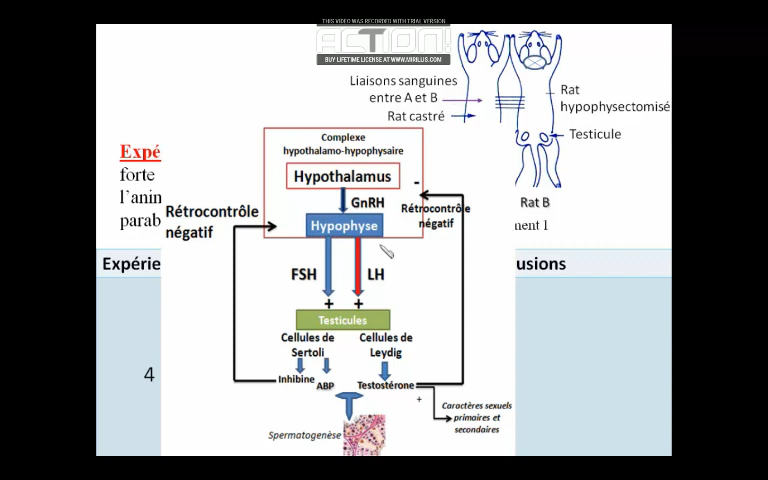 THIS VIDEO WAS RECORDED WITH TRIAL VERSION
ACTION!
BUY LIFETIME LICENSE AT WWW.MIRILLIS.COM
Liaisons sanguines
entre A et B
Rat castré
Rat
hypophysectomisé
Testicule
Rat B
ment 1
Expé
forte
l'anin
parab
Complexe
hypothalamo-hypophysaire
Hypothalamus
-
GnRH
Rétrocontrôle
négatif
Rétrocontrôle
négatif
Hypophyse
Expérie
usions
FSH
LH
+ +
Testicules
Cellules de
Sertoli
Cellules de
Leydig
4
Inhibine
ABP
Testostérone
+
Caractères sexuels
primaires et
secondaires
Spermatogenèse